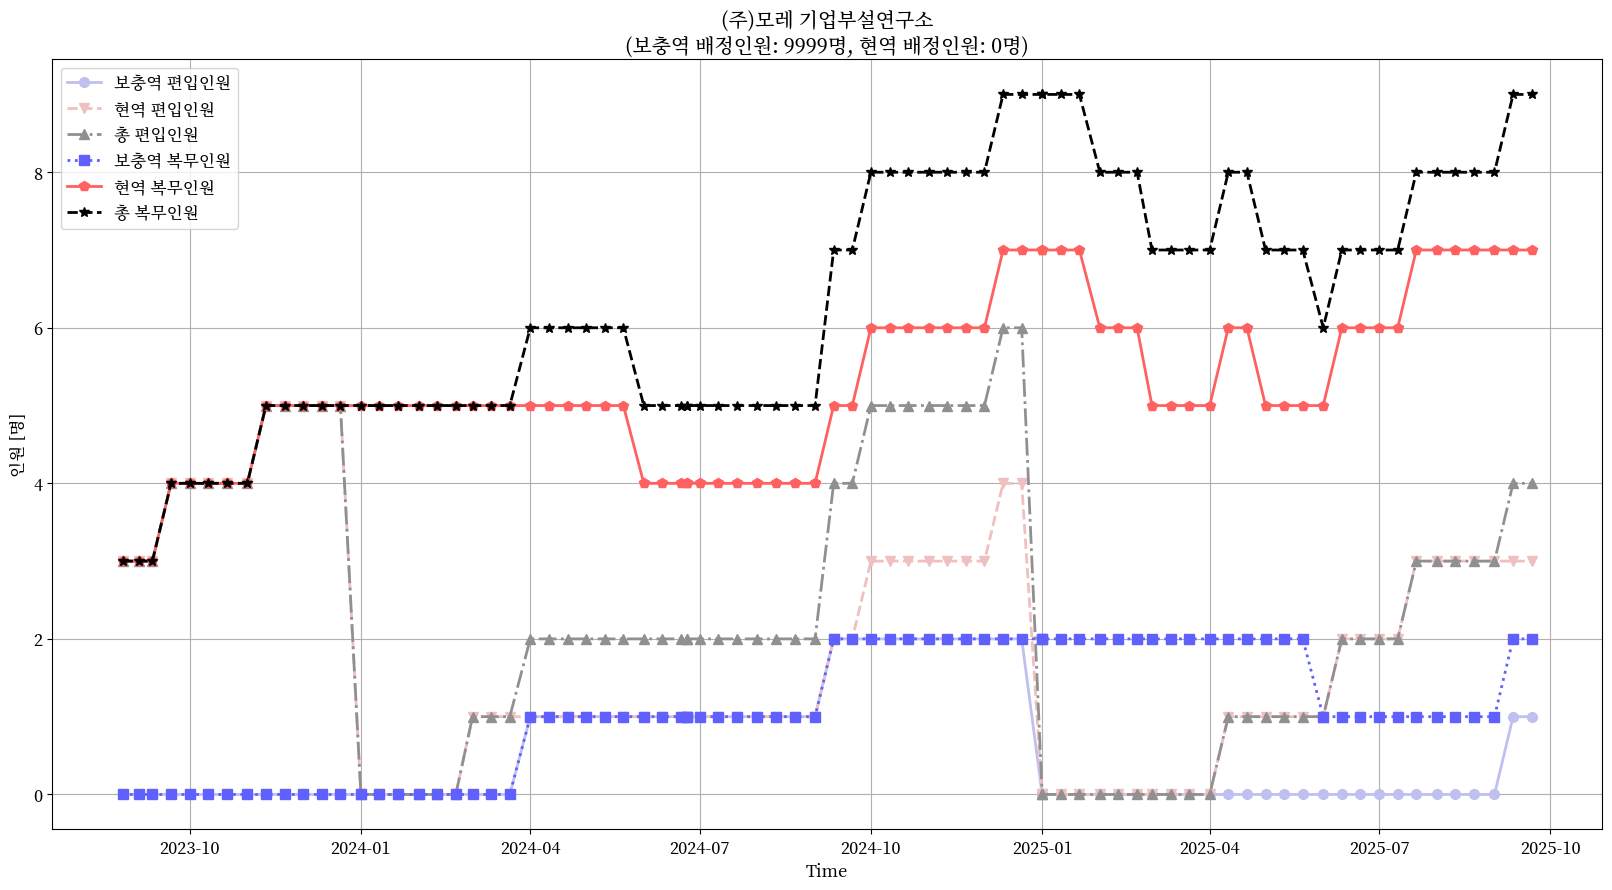 (주)모레 기업부설연구소
(보충역 배정인원: 9999명, 현역 배정인원: 0명)
보충역 편입인원
현역 편입인원
총 편입인원
보충역 복무인원
현역 복무인원
총 복무인원
인원 [명]
8
6
4
2
0
2023-10
2024-01
2024-04
2024-07
2024-10
2025-01
2025-04
2025-07
2025-10
Time